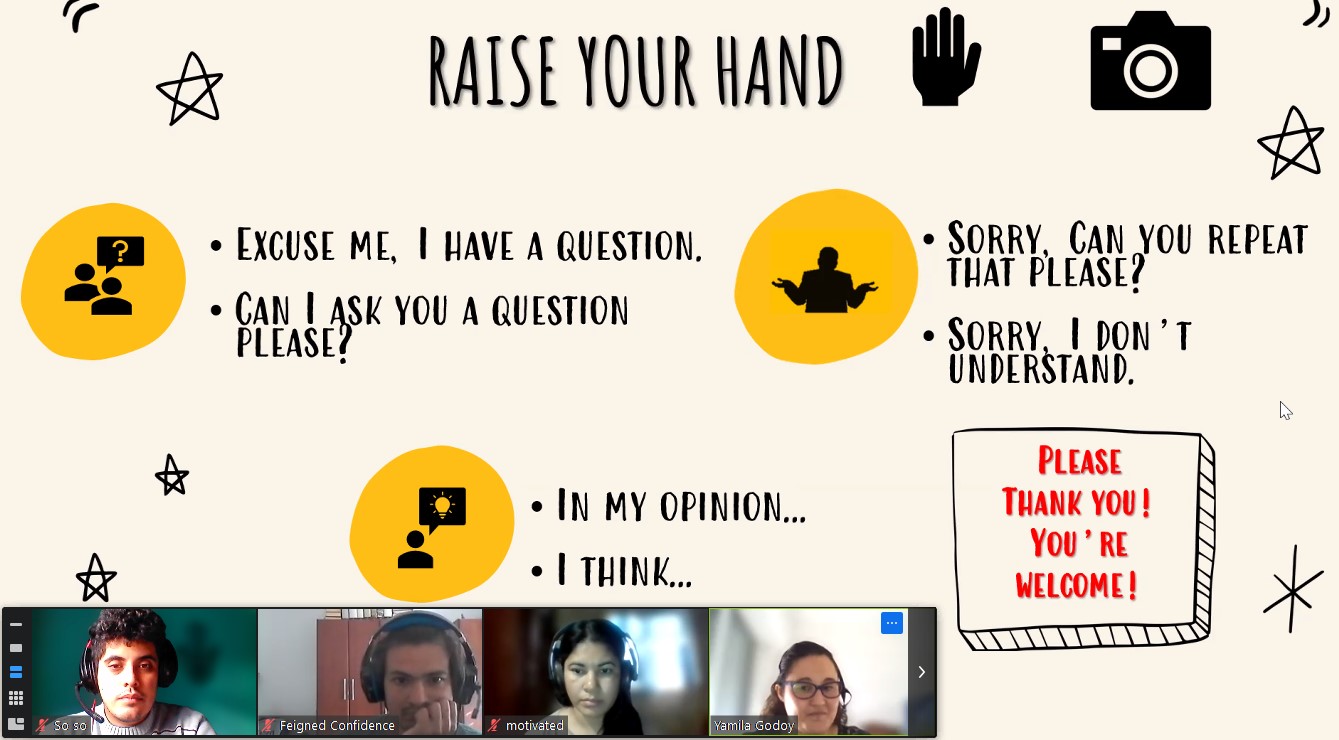 RAISE YOUR HAND
• EXCUSE ME, I HAVE A QUESTION.
• CAN I ASK YOU A QUESTION
PLEASE?
• SORRY, CAN YOU REPEAT
THAT PLEASE?
• SORRY, I DON'T
UNDERSTAND.
• IN MY OPINION...
• I THINK...
PLEASE
THANK YOU!
YOU'RE
WELCOME!
So so
Feigned Confidence
motivated
Yamila Godoy